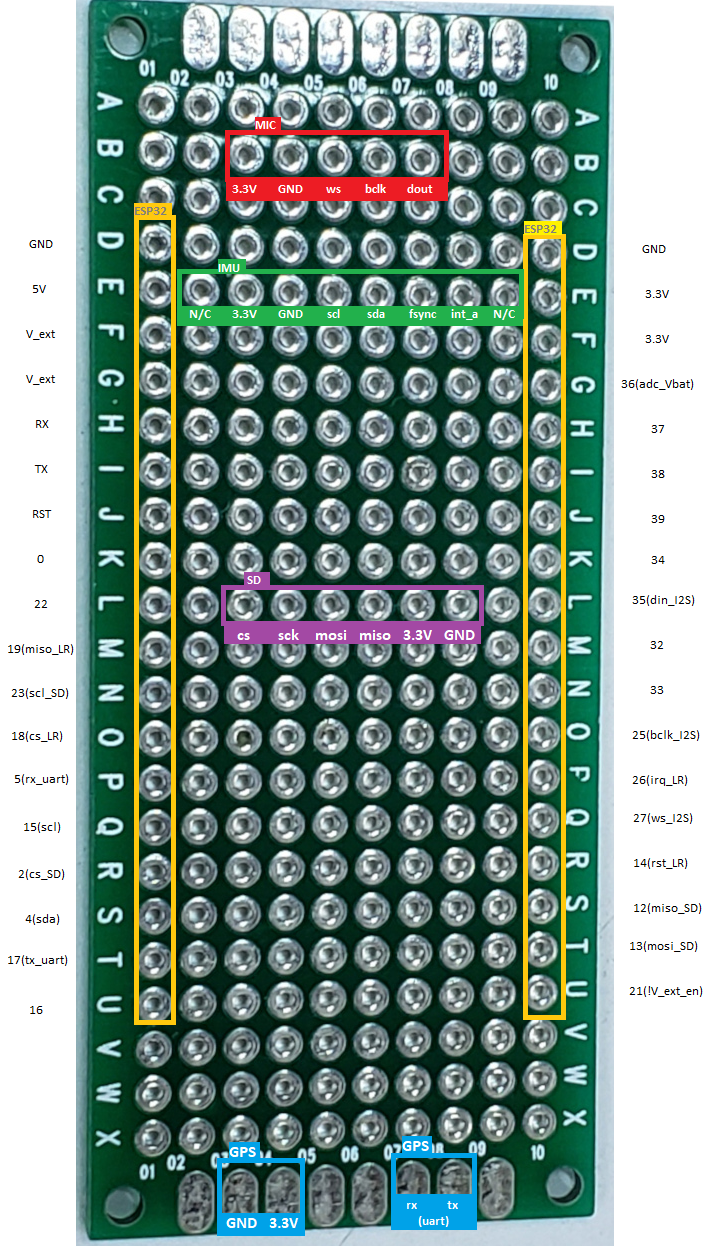 01 02 03 04 05 06 07 08 09 10
A A
MIC
B B
3.3V GND ws bclk dout
C C
ESP32 ESP32
GND D D GND
IMU
5V E E 3.3V
N/C 3.3V GND scl sda fsync int_a N/C
V_ext F F 3.3V
V_ext G G 36(adc_Vbat)
RX H H 37
TX I I 38
RST J J 39
0 K K 34
SD
22 L L 35(din_I2S)
cs sck mosi miso 3.3V GND
19(miso_LR) M M 32
23(scl_SD) N N 33
18(cs_LR) O O 25(bclk_I2S)
5(rx_uart) P P 26(irq_LR)
15(scl) Q Q 27(ws_I2S)
2(cs_SD) R R 14(rst_LR)
4(sda) S S 12(miso_SD)
17(tx_uart) T T 13(mosi_SD)
16 U U 21(!V_ext_en)
V V
W W
X X
GPS GPS
01 02 05 06 09 10
GND 3.3V rx tx
(uart)